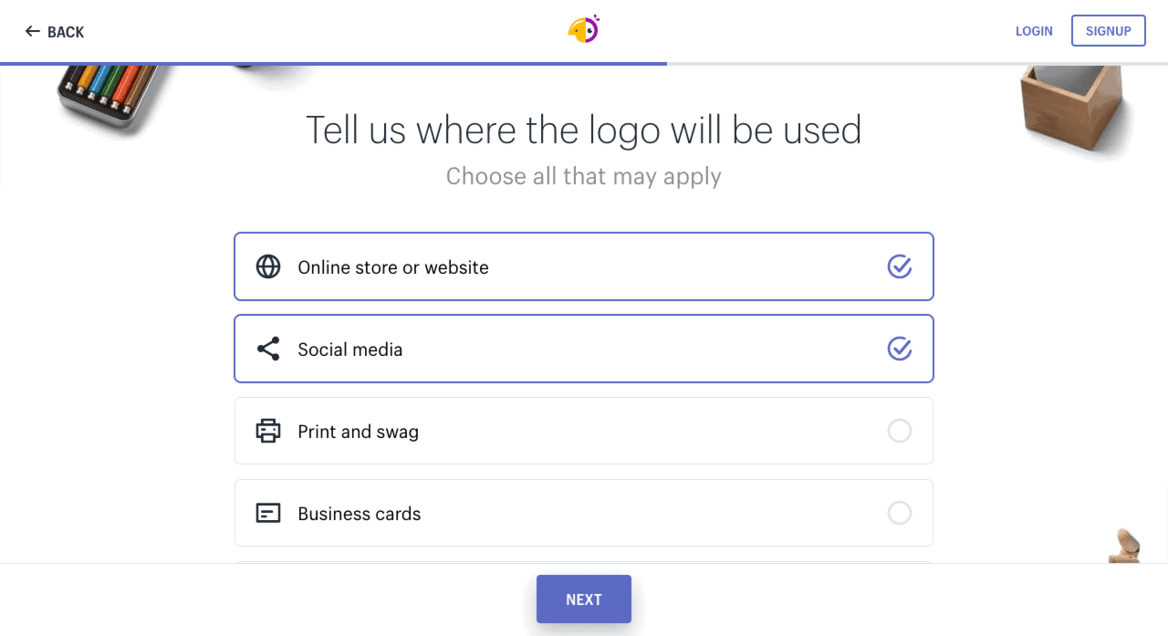 BACK
LOGIN
SIGNUP
Tell us where the logo will be used
Choose all that may apply
Online store or website
Social media
Print and swag
Business cards
NEXT